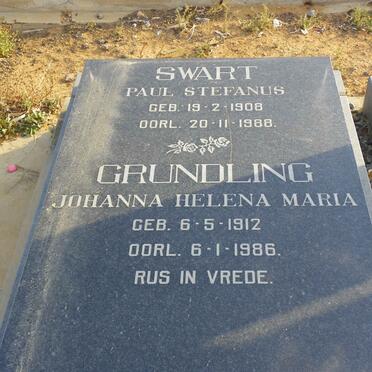 SWART
PAUL STEFANUS
GEB. 19-2-1908
OORL. 20-11-1988.
GRUNDLING
JOHANNA HELENA MARIA
GEB. 6-5-1912
OORL. 6-1-1986.
RUS IN VREDE.